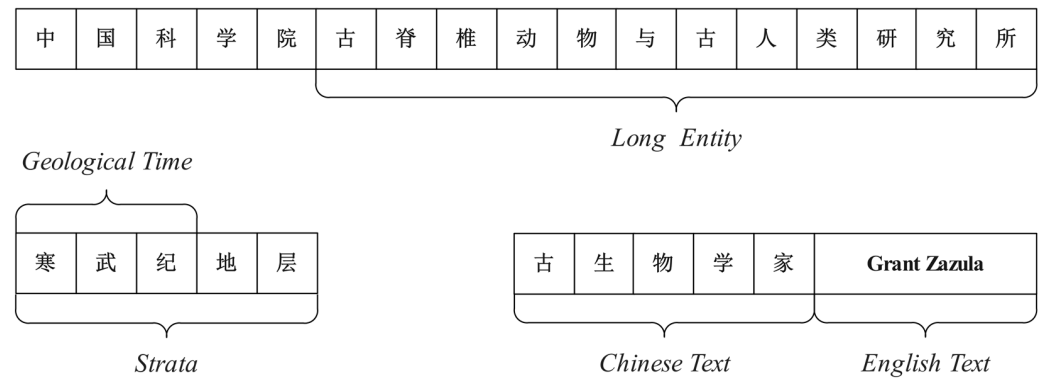 中国科学院古脊椎动物与古人类研究所
Long Entity
Geological Time
寒武纪地层
古生物学家 Grant Zazula
Strata
Chinese Text
English Text